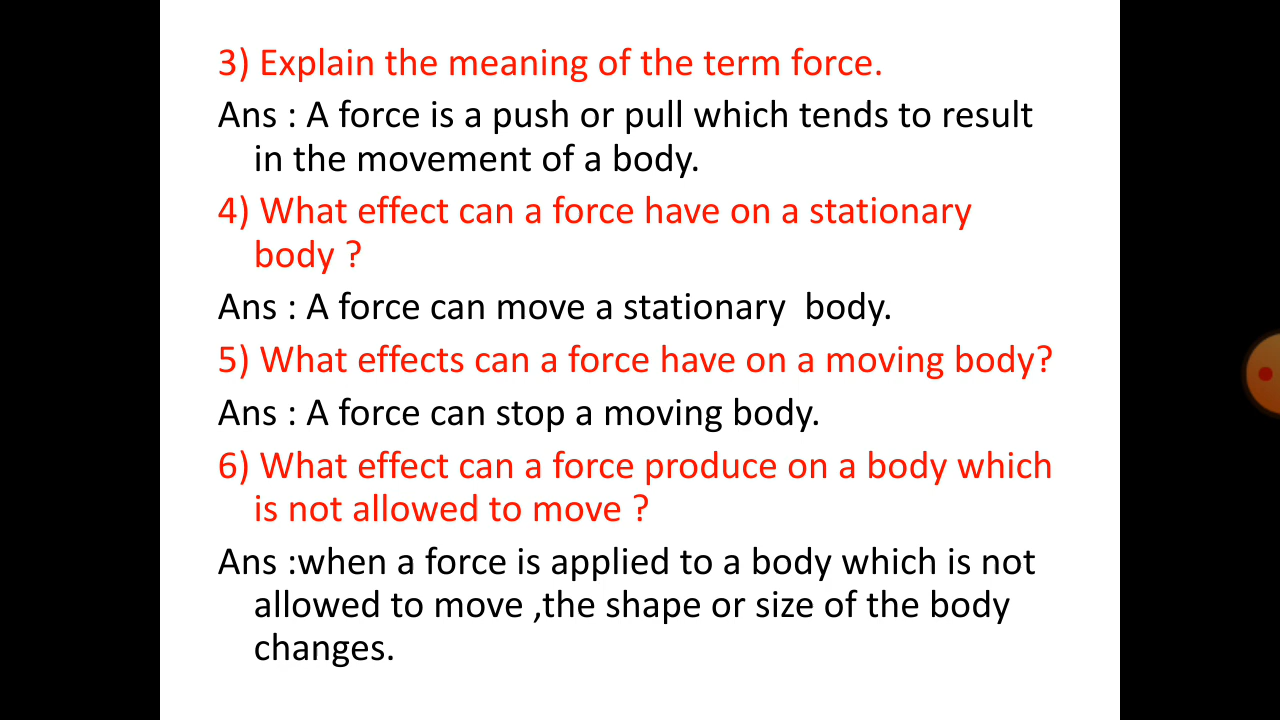 3) Explain the meaning of the term force.
Ans : A force is a push or pull which tends to result
in the movement of a body.
4) What effect can a force have on a stationary
body ?
Ans : A force can move a stationary  body.
5) What effects can a force have on a moving body?
Ans : A force can stop a moving body.
6) What effect can a force produce on a body which
is not allowed to move ?
Ans :when a force is applied to a body which is not
allowed to move ,the shape or size of the body
changes.